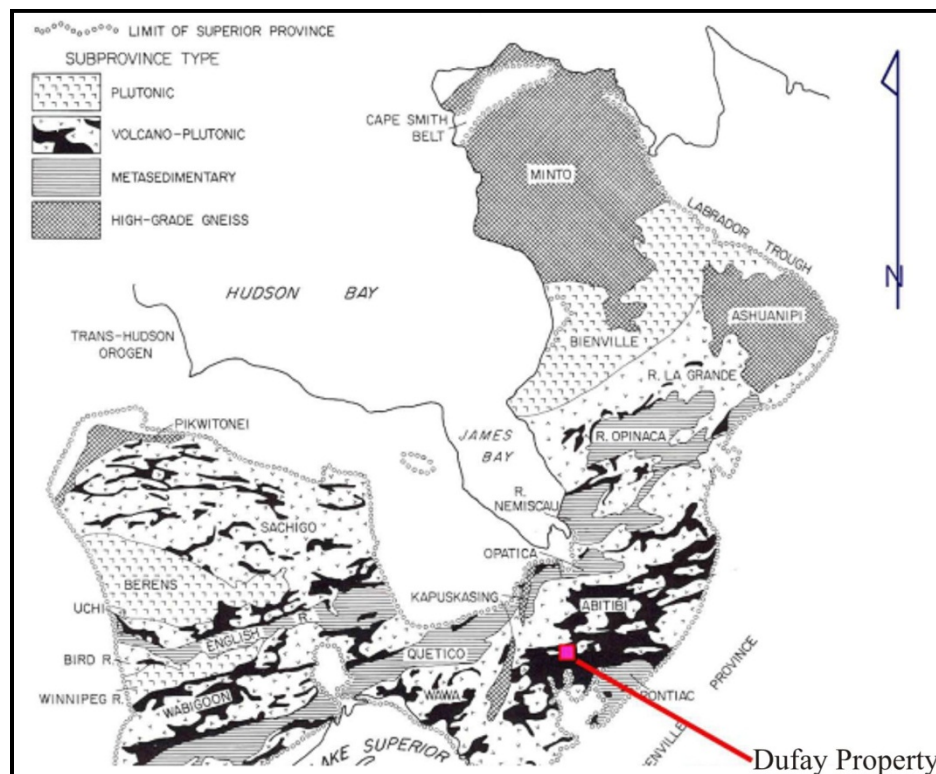 LIMIT OF SUPERIOR PROVINCE
SUBPROVINCE TYPE
PLUTONIC
VOLCANO-PLUTONIC
METASEDIMENTARY
HIGH-GRADE GNEISS
CAPE SMITH
BELT
MINTO
LABRADOR TROUGH
N
HUDSON BAY
ASHUANIPI
TRANS-HUDSON
OROGEN
BIENVILLE
R. LA GRANDE
PIKWITONEI
JAMES
BAY
R. OPINACA
R.
NEMISCAU
SACHIGO
OPATICA
BERENS
KAPUSKASING
ABITIBI
UCHI
ENGLISH R.
BIRD R.
QUETICO
WINNIPEG R.
WABIGOON
WAWA
PONTIAC
PROVINCE
ENVILLE
AKE SUPERIOR
Dufay Property